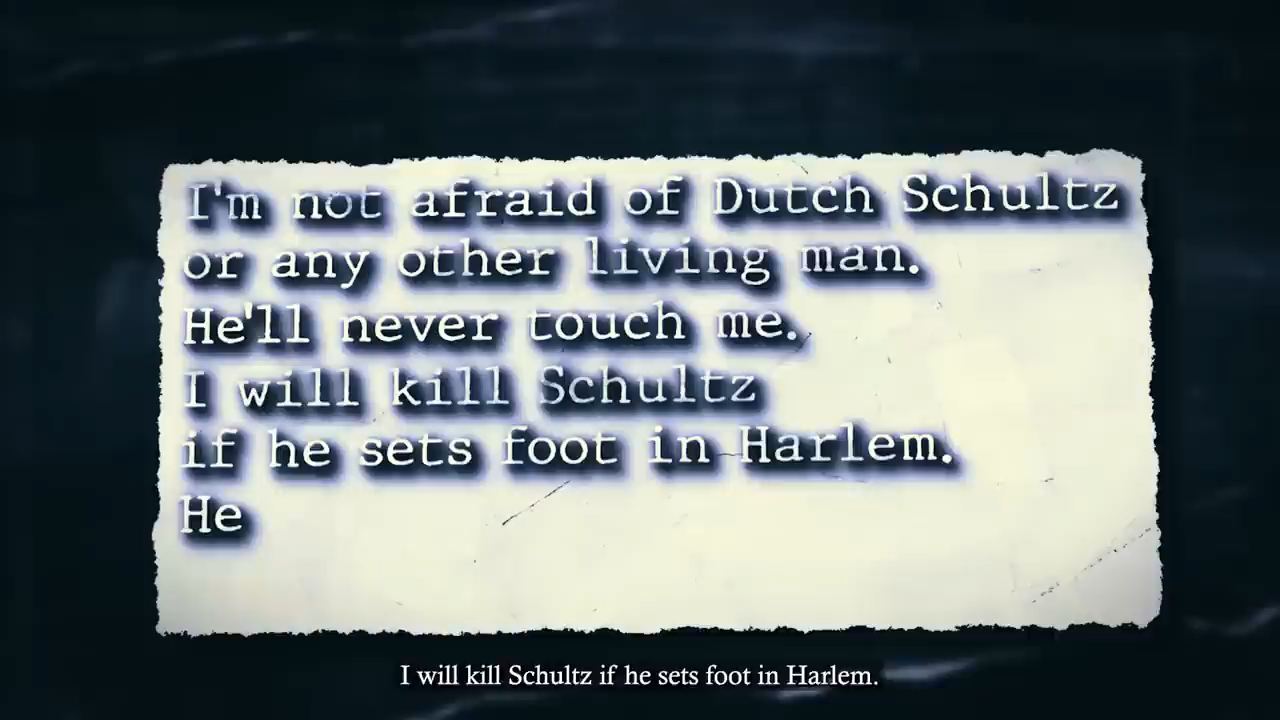 I'm not afraid of Dutch Schultz
or any other living man.
He'll never touch me.
I will kill Schultz
if he sets foot in Harlem.
He
I will kill Schultz if he sets foot in Harlem.